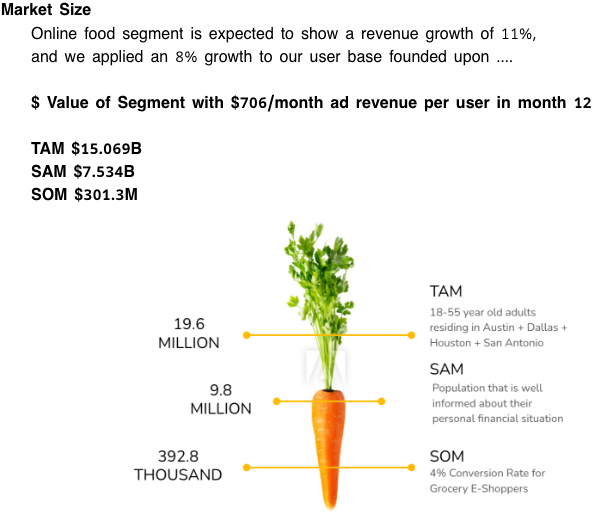 Market Size
Online food segment is expected to show a revenue growth of 11%,
and we applied an 8% growth to our user base founded upon ....
$ Value of Segment with $706/month ad revenue per user in month 12
TAM $15.069B
SAM $7.534B
SOM $301.3M
19.6
MILLION
TAM
18-55 year old adults
residing in Austin + Dallas +
Houston + San Antonio
9.8
MILLION
SAM
Population that is well
informed about their
personal financial situation
392.8
THOUSAND
SOM
4% Conversion Rate for
Grocery E-Shoppers